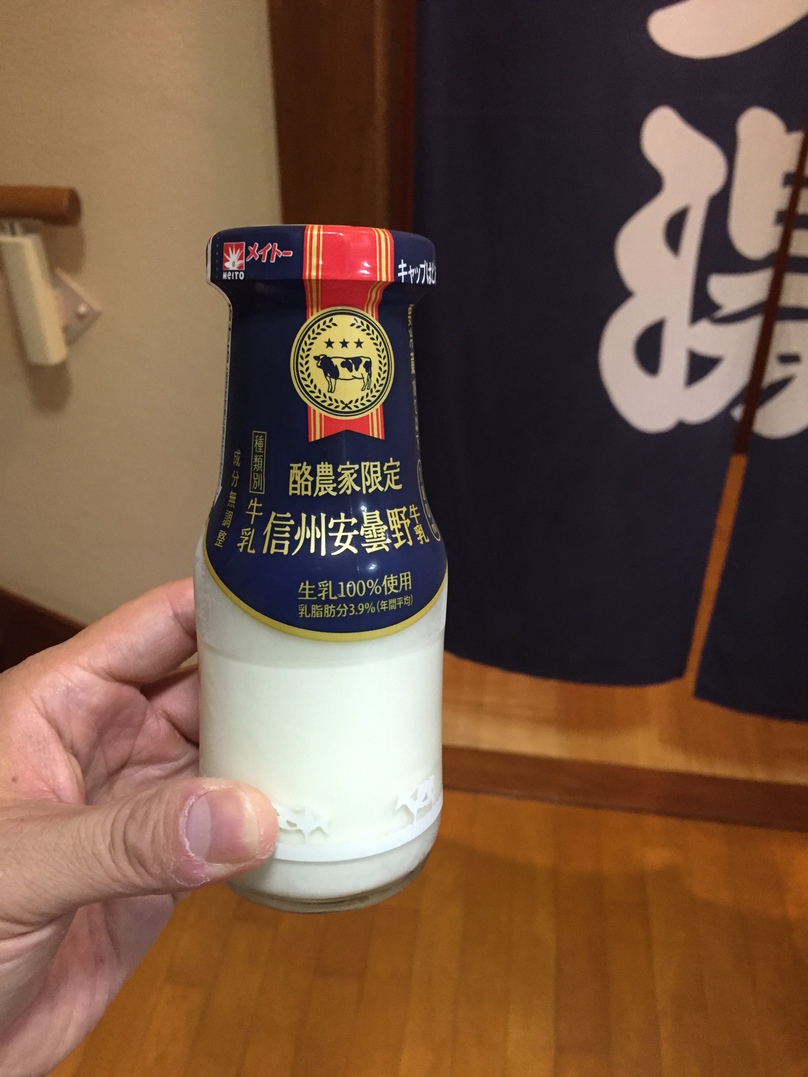 メイトー
MEITO
キャップはど
種類別
牛乳
成分無調整
酪農家限定
信州安曇野牛乳
生乳100%使用
乳脂肪分3.9%(年間平均)
湯